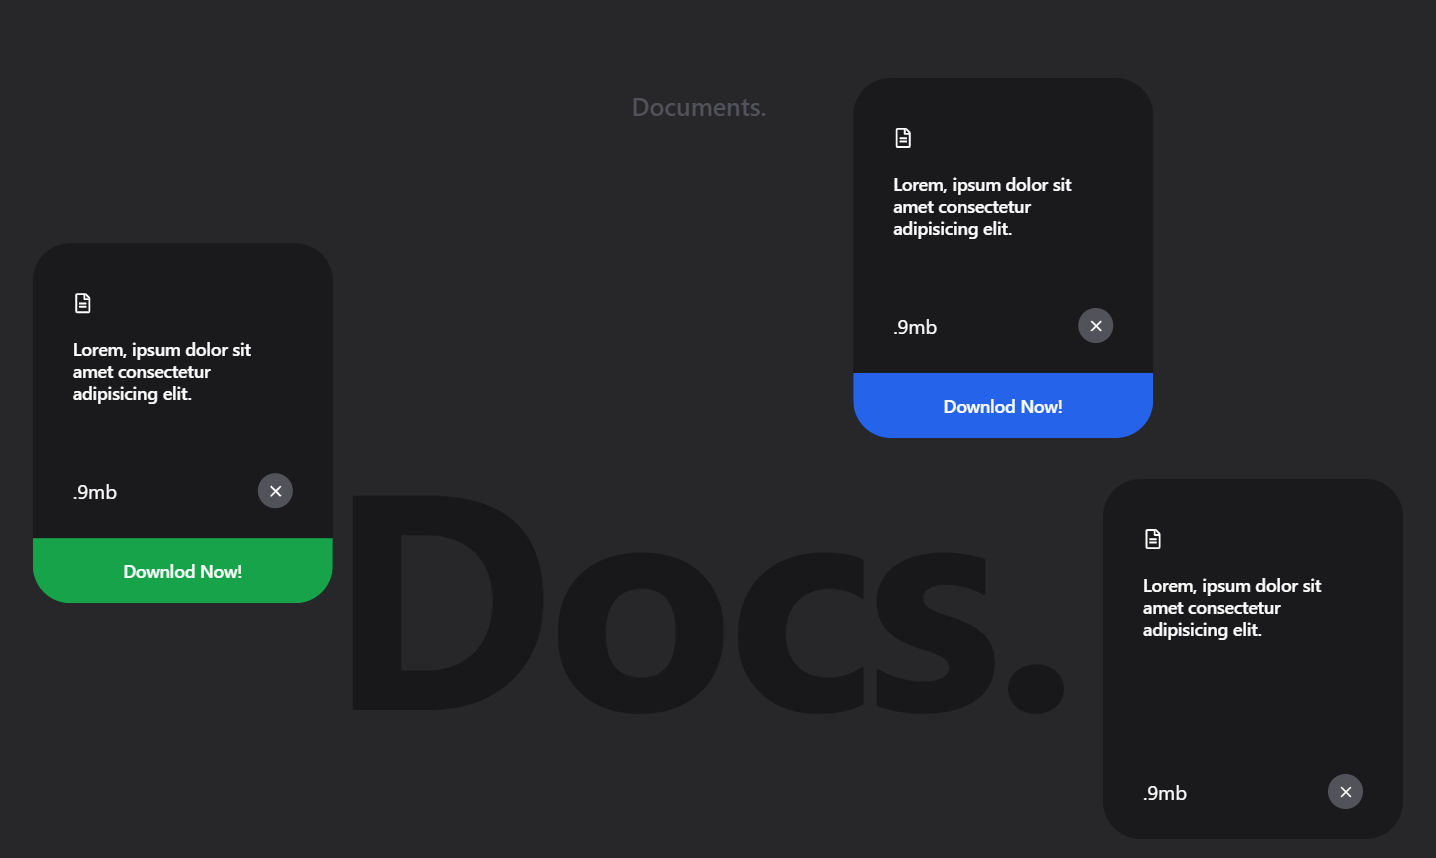 Documents.
Lorem, ipsum dolor sit
amet consectetur
adipisicing elit.
.9mb
Downlod Now!
Lorem, ipsum dolor sit
amet consectetur
adipisicing elit.
.9mb
Downlod Now!
Docs.
Lorem, ipsum dolor sit
amet consectetur
adipisicing elit.
.9mb